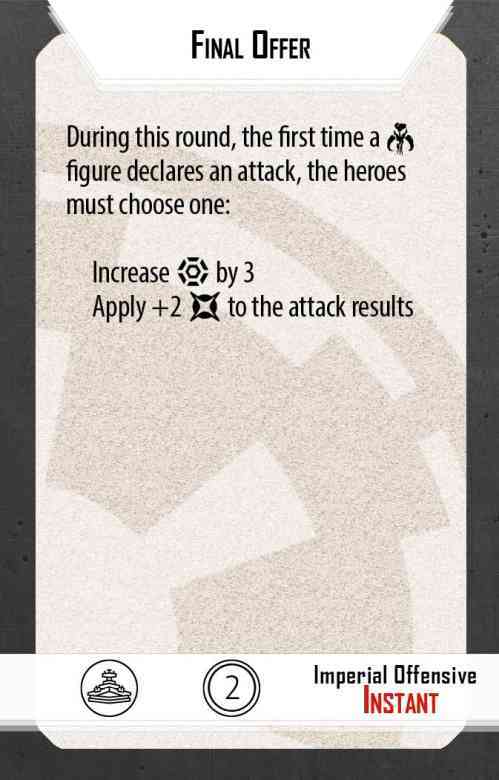 Final Offer
During this round, the first time a
figure declares an attack, the heroes
must choose one:
Increase by 3
Apply +2 to the attack results
2
Imperial Offensive
Instant